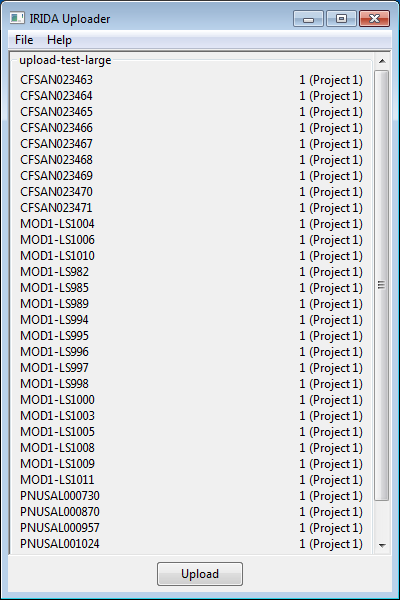 IRIDA Uploader
File Help
upload-test-large
CFSAN023463 1 (Project 1)
CFSAN023464 1 (Project 1)
CFSAN023465 1 (Project 1)
CFSAN023466 1 (Project 1)
CFSAN023467 1 (Project 1)
CFSAN023468 1 (Project 1)
CFSAN023469 1 (Project 1)
CFSAN023470 1 (Project 1)
CFSAN023471 1 (Project 1)
MOD1-LS1004 1 (Project 1)
MOD1-LS1006 1 (Project 1)
MOD1-LS1010 1 (Project 1)
MOD1-LS982 1 (Project 1)
MOD1-LS985 1 (Project 1)
MOD1-LS989 1 (Project 1)
MOD1-LS994 1 (Project 1)
MOD1-LS995 1 (Project 1)
MOD1-LS996 1 (Project 1)
MOD1-LS997 1 (Project 1)
MOD1-LS998 1 (Project 1)
MOD1-LS1000 1 (Project 1)
MOD1-LS1003 1 (Project 1)
MOD1-LS1005 1 (Project 1)
MOD1-LS1008 1 (Project 1)
MOD1-LS1009 1 (Project 1)
MOD1-LS1011 1 (Project 1)
PNUSAL000730 1 (Project 1)
PNUSAL000870 1 (Project 1)
PNUSAL000957 1 (Project 1)
PNUSAL001024 1 (Project 1)
Upload